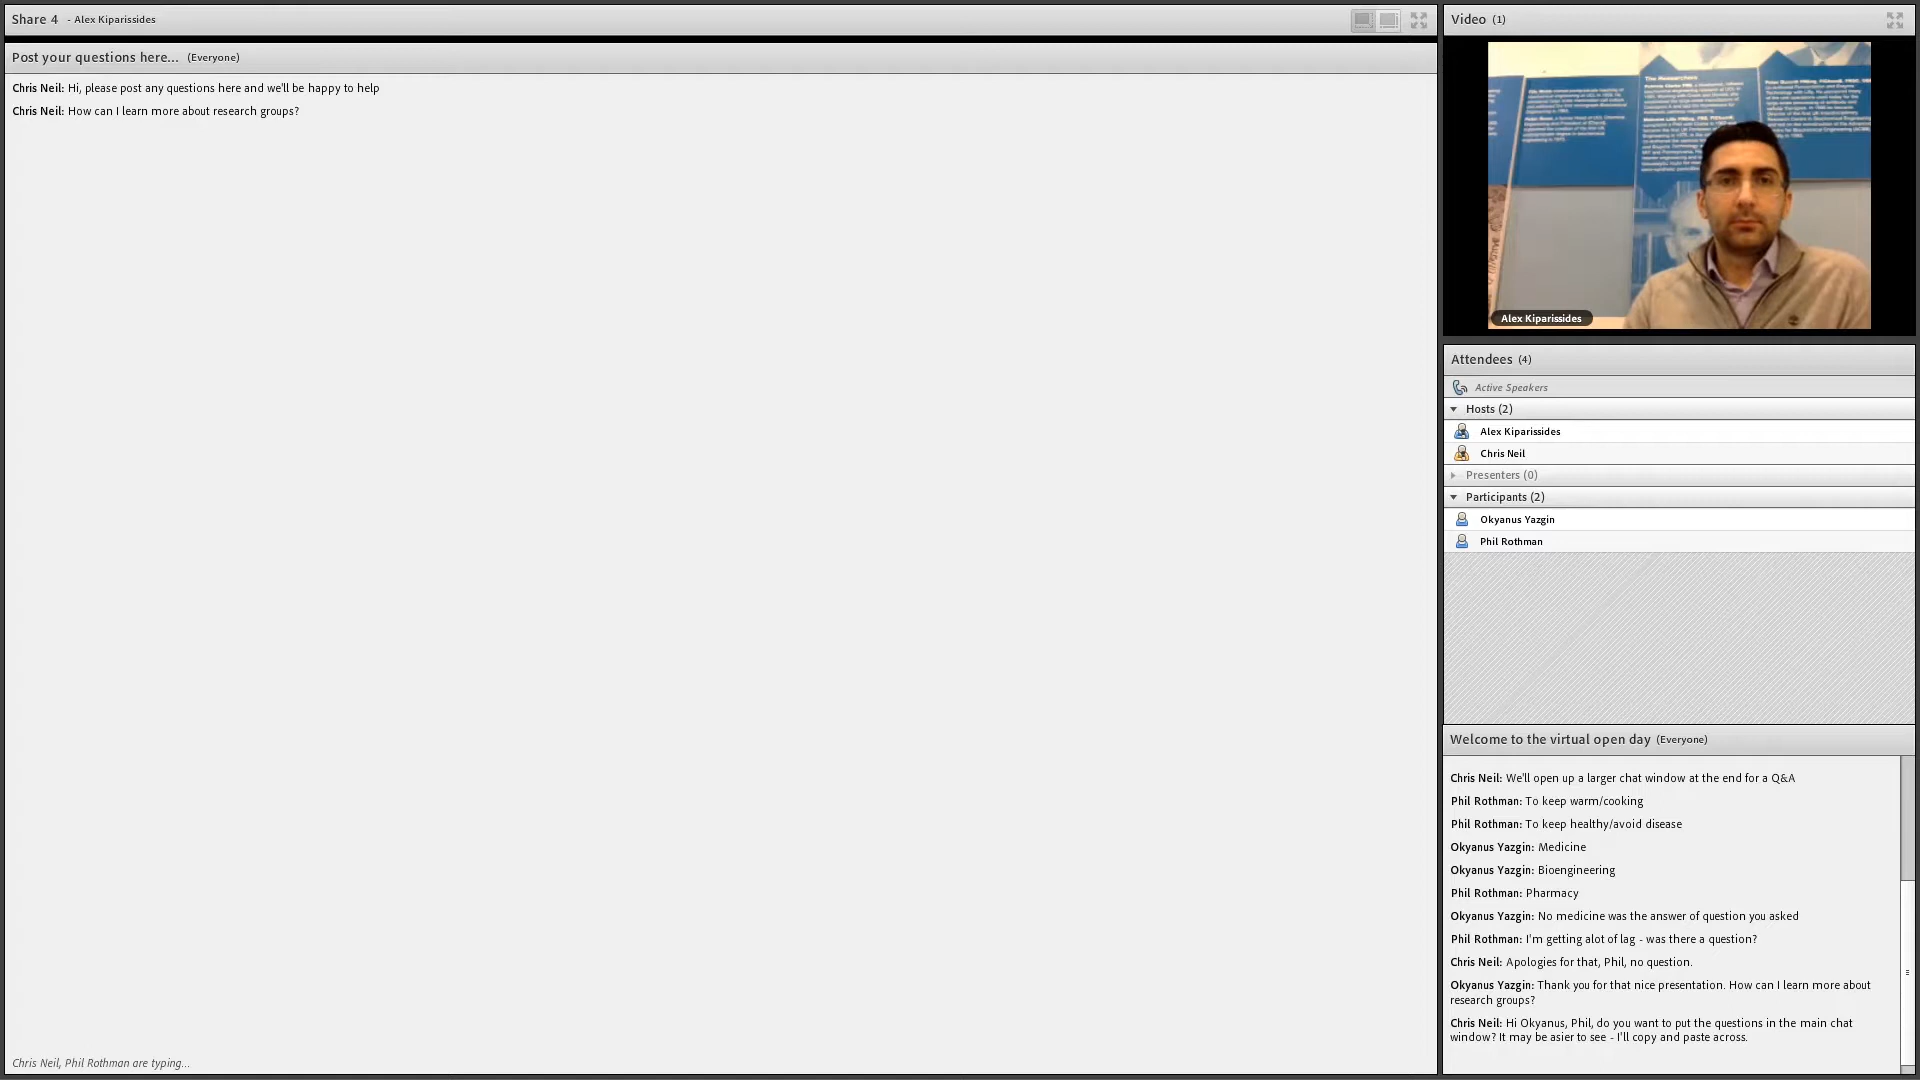 Share 4 - Alex Kiparissides
Post your questions here... (Everyone)
Chris Neil: Hi, please post any questions here and we'll be happy to help
Chris Neil: How can I learn more about research groups?
Chris Neil, Phil Rothman are typing...
Video (1)
The Researchers
Alex Kiparissides
Attendees (4)
Active Speakers
Hosts (2)
Alex Kiparissides
Chris Neil
Presenters (0)
Participants (2)
Okyanus Yazgin
Phil Rothman
Welcome to the virtual open day (Everyone)
Chris Neil: We'll open up a larger chat window at the end for a Q&A
Phil Rothman: To keep warm/cooking
Phil Rothman: To keep healthy/avoid disease
Okyanus Yazgin: Medicine
Okyanus Yazgin: Bioengineering
Phil Rothman: Pharmacy
Okyanus Yazgin: No medicine was the answer of question you asked
Phil Rothman: I'm getting alot of lag - was there a question?
Chris Neil: Apologies for that, Phil, no question.
Okyanus Yazgin: Thank you for that nice presentation. How can I learn more about
research groups?
Chris Neil: Hi Okyanus, Phil, do you want to put the questions in the main chat
window? It may be asier to see - I'll copy and paste across.